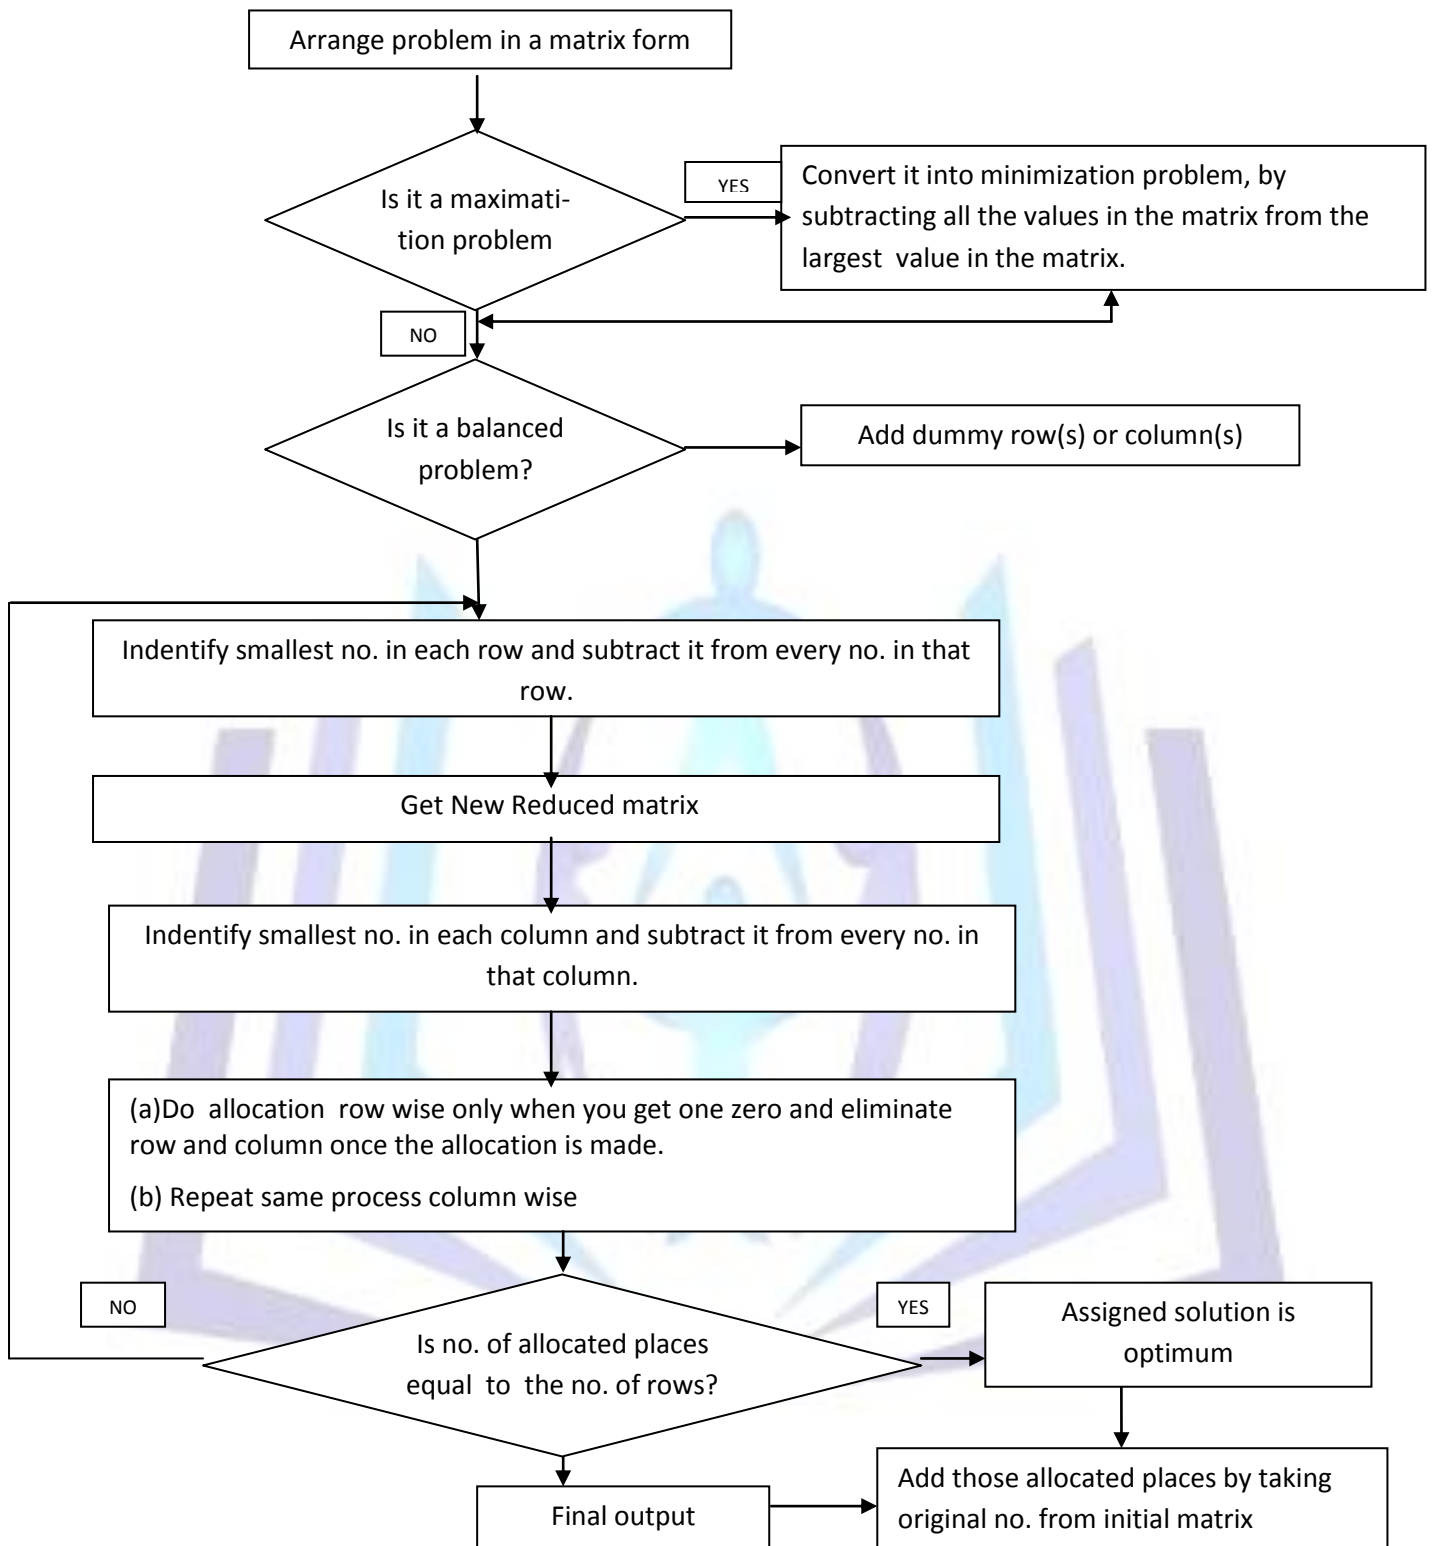 Arrange problem in a matrix form
Is it a maximati-
tion problem
YES
Convert it into minimization problem, by
subtracting all the values in the matrix from the
largest value in the matrix.
NO
Is it a balanced
problem?
Add dummy row(s) or column(s)
Indentify smallest no. in each row and subtract it from every no. in that
row.
Get New Reduced matrix
Indentify smallest no. in each column and subtract it from every no. in
that column.
(a)Do allocation row wise only when you get one zero and eliminate
row and column once the allocation is made.
(b) Repeat same process column wise
NO
Is no. of allocated places
equal to the no. of rows?
YES
Assigned solution is
optimum
Final output
Add those allocated places by taking
original no. from initial matrix